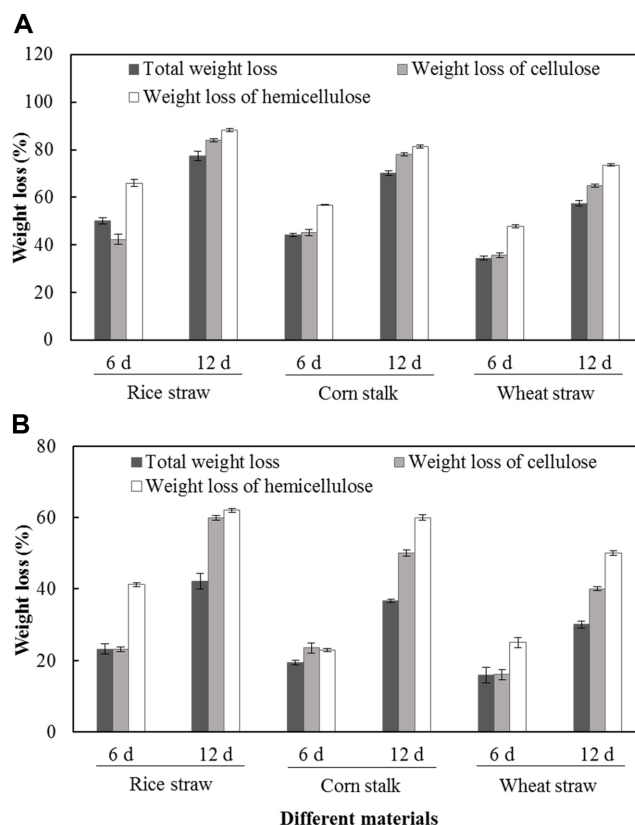 A
120
100
80
60
40
20
0
Weight loss (%)
Total weight loss
Weight loss of cellulose
Weight loss of hemicellulose
6 d 12 d 6 d 12 d 6 d 12 d
Rice straw Corn stalk Wheat straw
B
80
60
40
20
0
Weight loss (%)
Total weight loss
Weight loss of cellulose
Weight loss of hemicellulose
6 d 12 d 6 d 12 d 6 d 12 d
Rice straw Corn stalk Wheat straw
Different materials